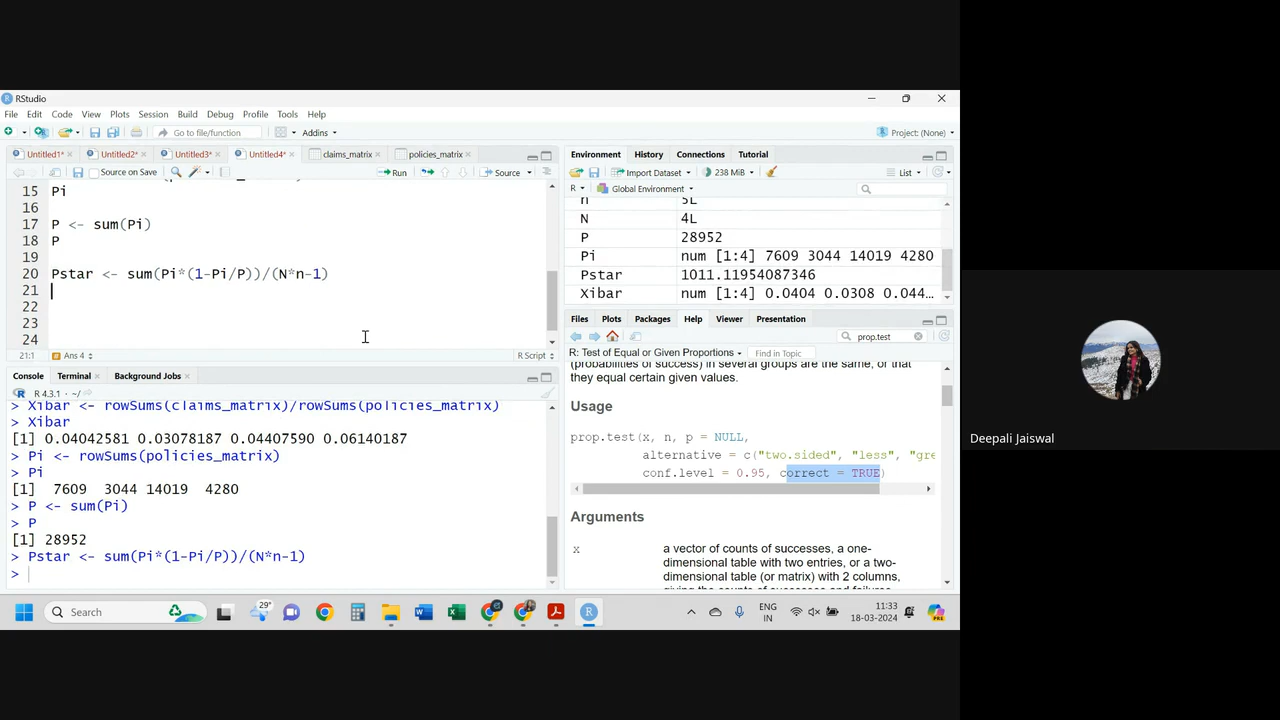 RStudio
File Edit Code View Plots Session Build Debug Profile Tools Help
Go to file/function Addins Project: (None)
Untitled1* Untitled2* Untitled3* Untitled4* claims_matrix policies_matrix
Source on Save Run Source
15 Pi
16
17 P <- sum(Pi)
18 P
19
20 Pstar <- sum(Pi*(1-Pi/P))/(N*n-1)
21
22
23
24
21:1 Ans 4 R Script
Console Terminal Background Jobs
R 4.3.1 · ~/
> Xibar <- rowSums(claims_matrix)/rowSums(policies_matrix)
> Xibar
[1] 0.04042581 0.03078187 0.04407590 0.06140187
> Pi <- rowSums(policies_matrix)
> Pi
[1] 7609 3044 14019 4280
> P <- sum(Pi)
> P
[1] 28952
> Pstar <- sum(Pi*(1-Pi/P))/(N*n-1)
>
Environment History Connections Tutorial
Import Dataset 238 MiB List
R Global Environment
n 5L
N 4L
P 28952
Pi num [1:4] 7609 3044 14019 4280
Pstar 1011.11954087346
Xibar num [1:4] 0.0404 0.0308 0.044…
Files Plots Packages Help Viewer Presentation
prop.test
R: Test of Equal or Given Proportions Find in Topic
(probabilities of success) in several groups are the same, or that
they equal certain given values.
Usage
prop.test(x, n, p = NULL,
alternative = c("two.sided", "less", "gre
conf.level = 0.95, correct = TRUE)
Arguments
x a vector of counts of successes, a one-
dimensional table with two entries, or a two-
dimensional table (or matrix) with 2 columns,
giving the counts of successes and failures
Search 29° ENG IN 11:33 18-03-2024
Deepali Jaiswal